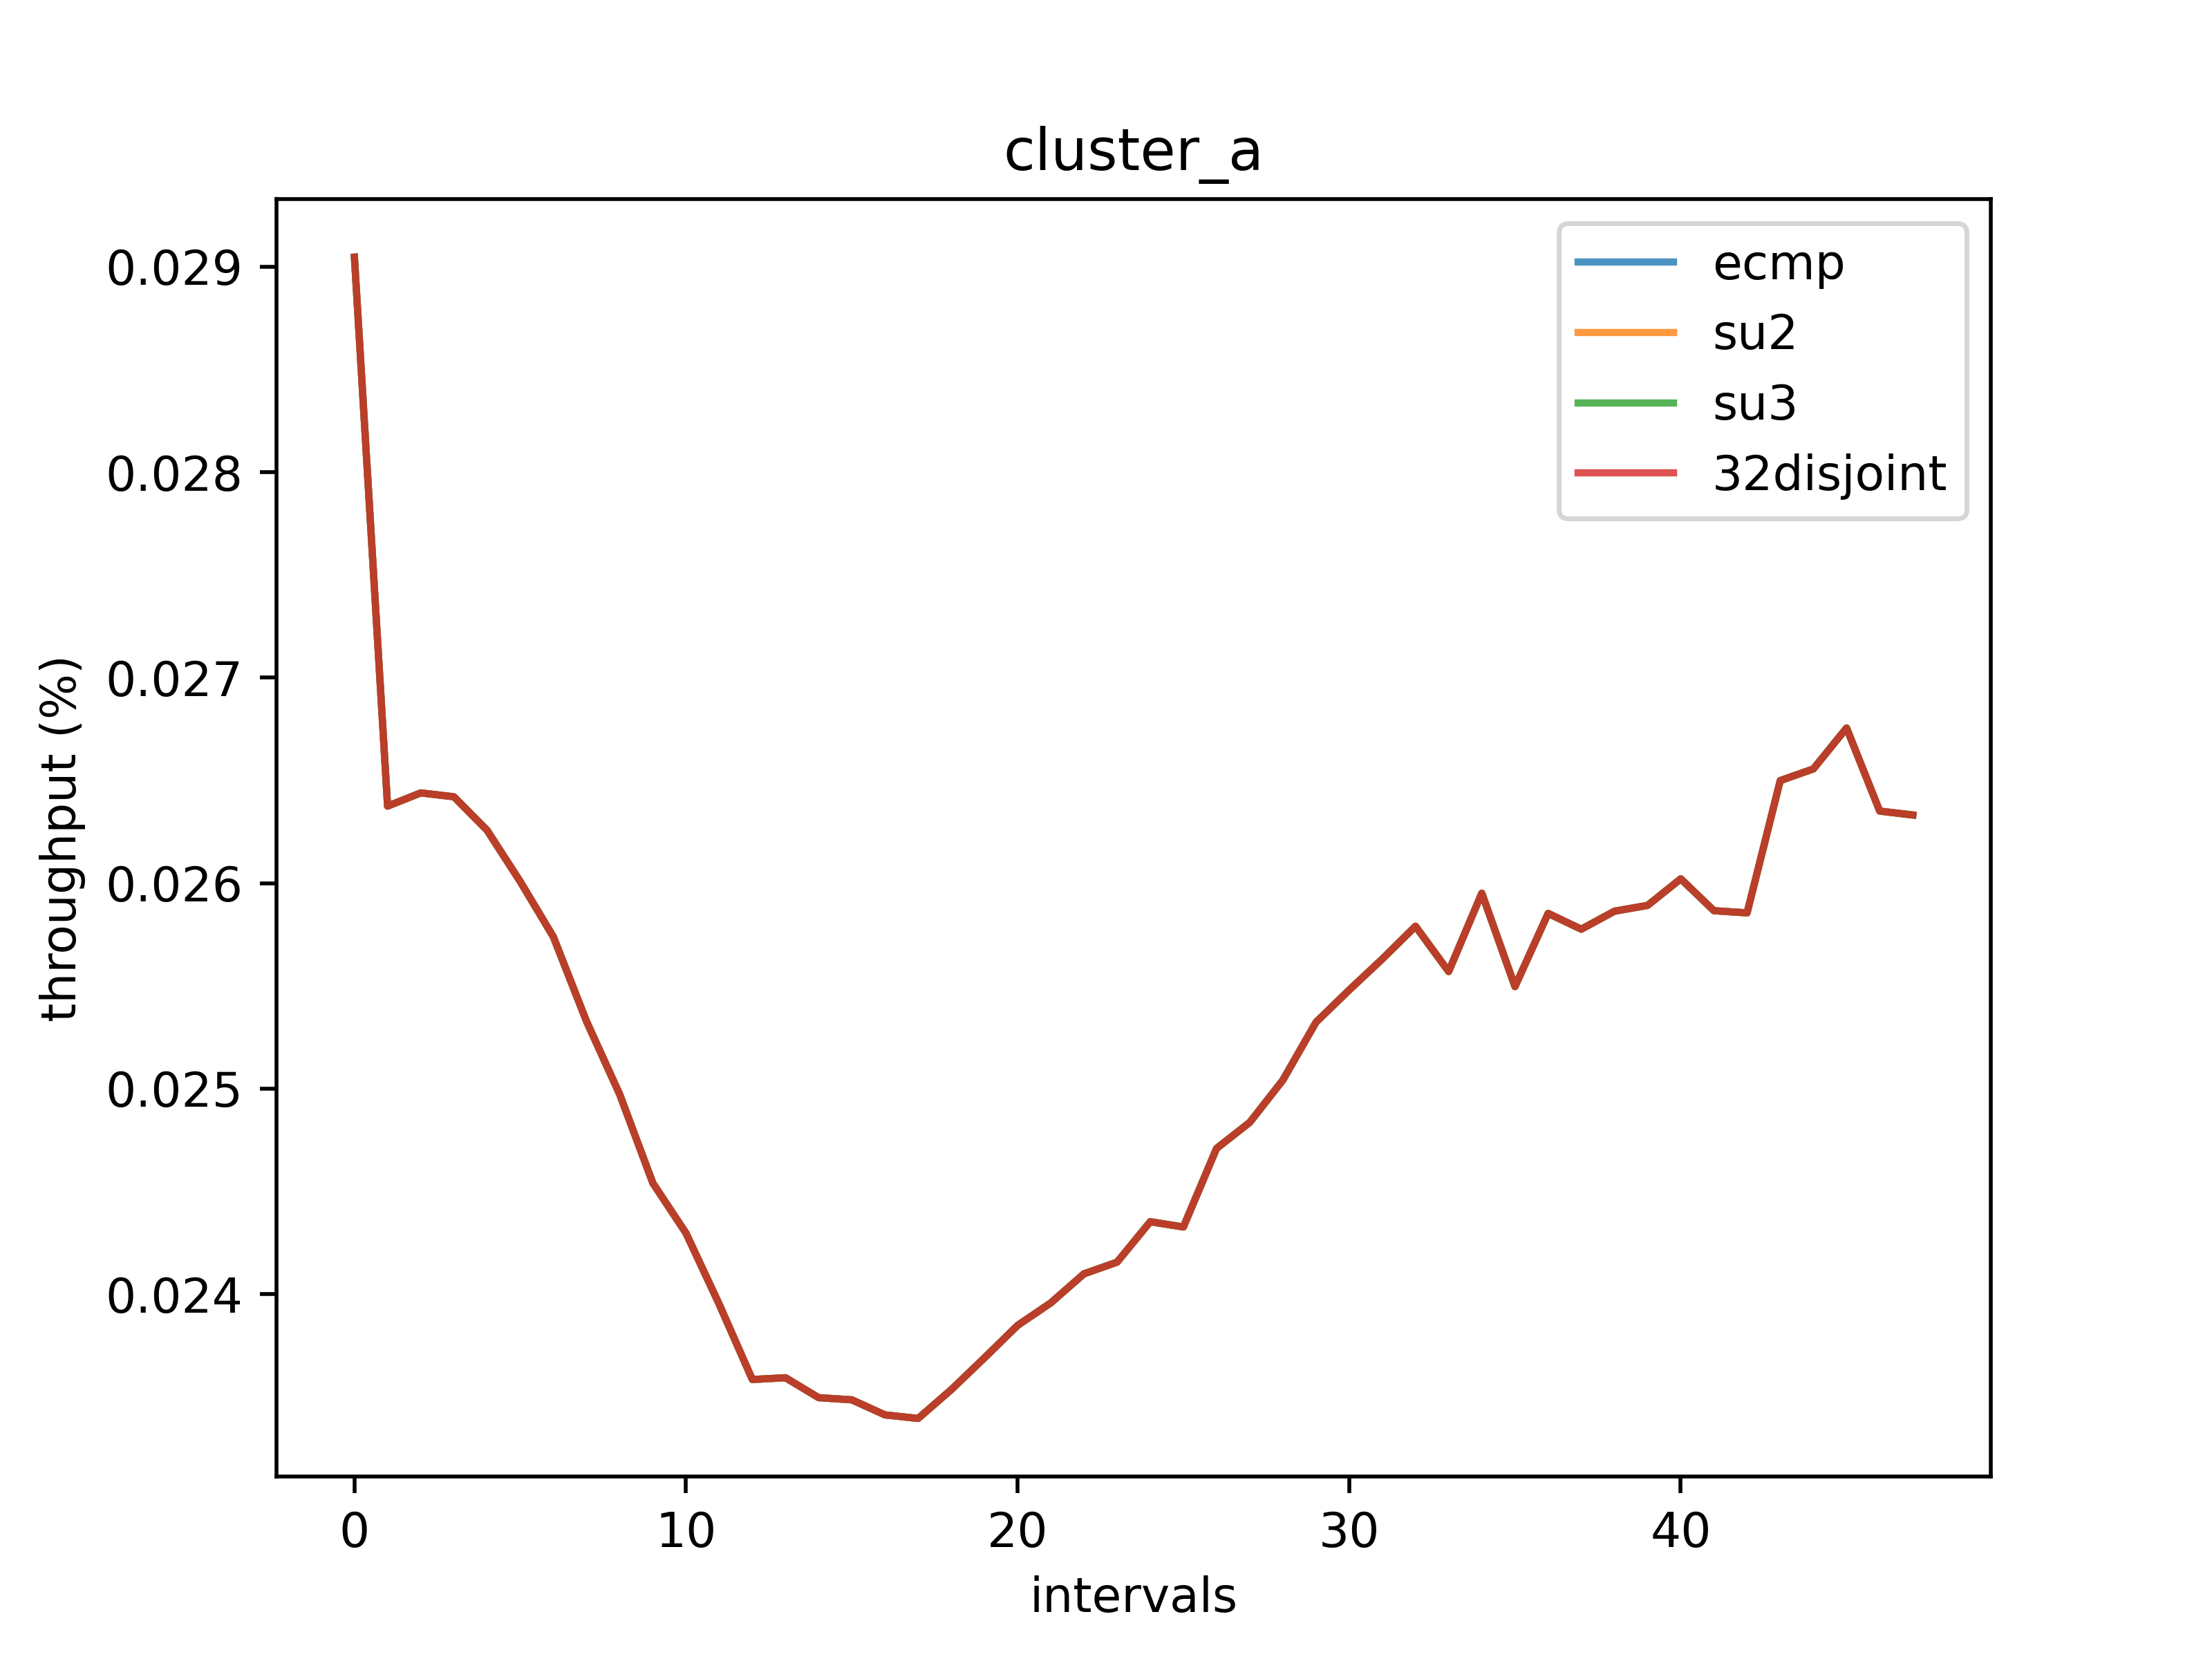 cluster_a
ecmp
su2
su3
32disjoint
throughput (%)
0.029
0.028
0.027
0.026
0.025
0.024
0 10 20 30 40
intervals